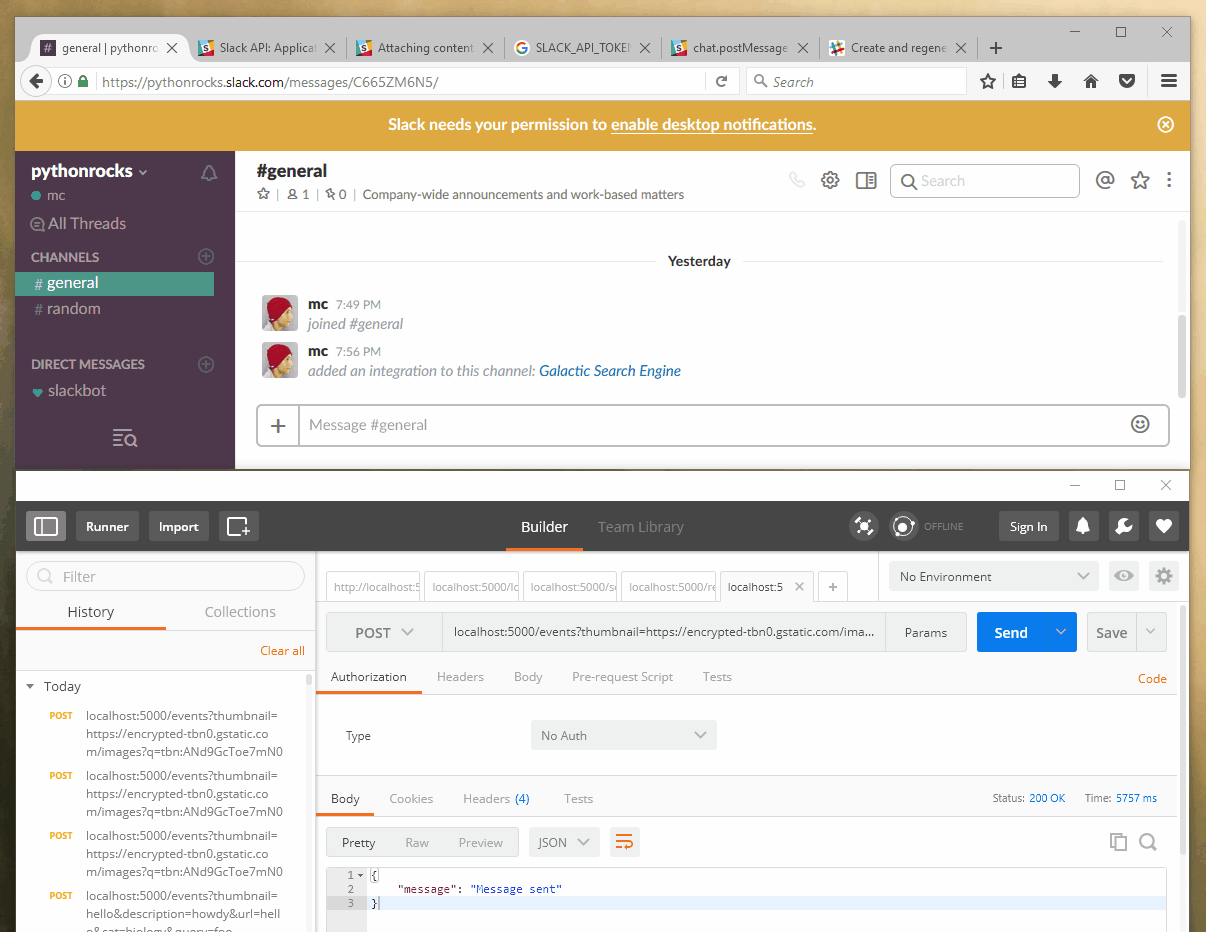 general | pythonro
Slack API: Applicat
Attaching content
SLACK_API_TOKEN
chat.postMessage
Create and regene
https://pythonrocks.slack.com/messages/C665ZM6N5/
Search
Slack needs your permission to enable desktop notifications.
pythonrocks
mc
All Threads
CHANNELS
# general
# random
DIRECT MESSAGES
slackbot
#general
1 | 0 | Company-wide announcements and work-based matters
Search
Yesterday
mc 7:49 PM
joined #general
mc 7:56 PM
added an integration to this channel: Galactic Search Engine
Message #general
Runner
Import
Builder
Team Library
OFFLINE
Sign In
Filter
History
Collections
Clear all
Today
POST localhost:5000/events?thumbnail=
https://encrypted-tbn0.gstatic.co
m/images?q=tbn:ANd9GcToe7mN0
POST localhost:5000/events?thumbnail=
https://encrypted-tbn0.gstatic.co
m/images?q=tbn:ANd9GcToe7mN0
POST localhost:5000/events?thumbnail=
https://encrypted-tbn0.gstatic.co
m/images?q=tbn:ANd9GcToe7mN0
POST localhost:5000/events?thumbnail=
hello&description=howdy&url=hell
o&cat=biology&query=foo
http://localhost:5
localhost:5000/lo
localhost:5000/se
localhost:5000/re
localhost:5
No Environment
POST
localhost:5000/events?thumbnail=https://encrypted-tbn0.gstatic.com/ima...
Params
Send
Save
Authorization
Headers
Body
Pre-request Script
Tests
Code
Type
No Auth
Body
Cookies
Headers (4)
Tests
Status: 200 OK
Time: 5757 ms
Pretty
Raw
Preview
JSON
1 {
2 "message": "Message sent"
3 }